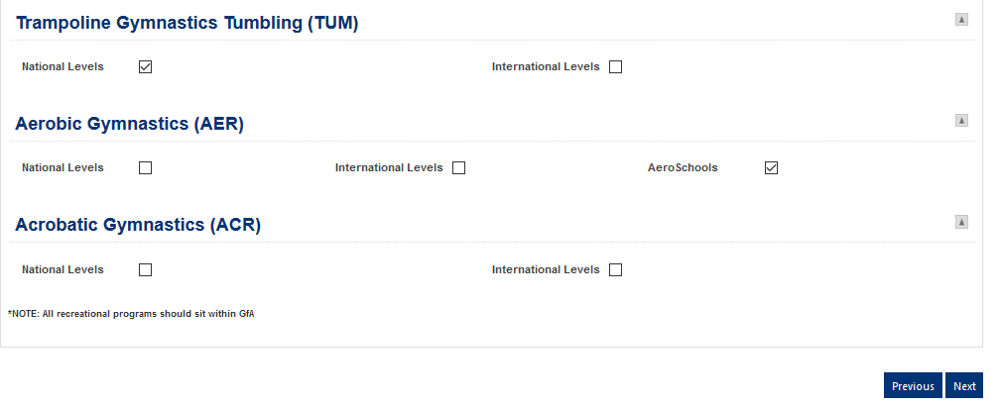 Trampoline Gymnastics Tumbling (TUM)
National Levels International Levels
Aerobic Gymnastics (AER)
National Levels International Levels AeroSchools
Acrobatic Gymnastics (ACR)
National Levels International Levels
*NOTE: All recreational programs should sit within GfA
Previous Next